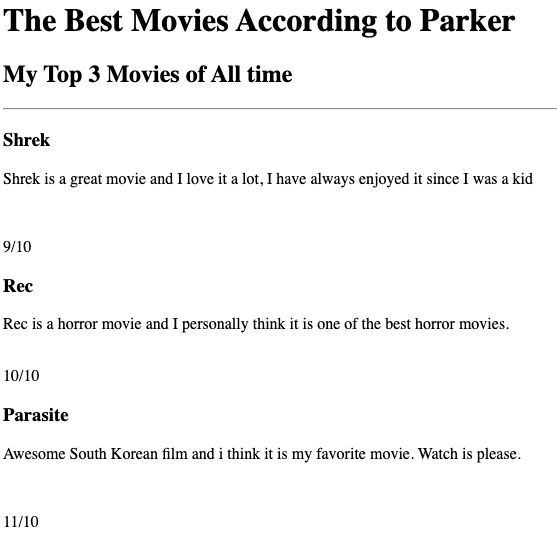 The Best Movies According to Parker
My Top 3 Movies of All time
Shrek
Shrek is a great movie and I love it a lot, I have always enjoyed it since I was a kid
9/10
Rec
Rec is a horror movie and I personally think it is one of the best horror movies.
10/10
Parasite
Awesome South Korean film and i think it is my favorite movie. Watch is please.
11/10